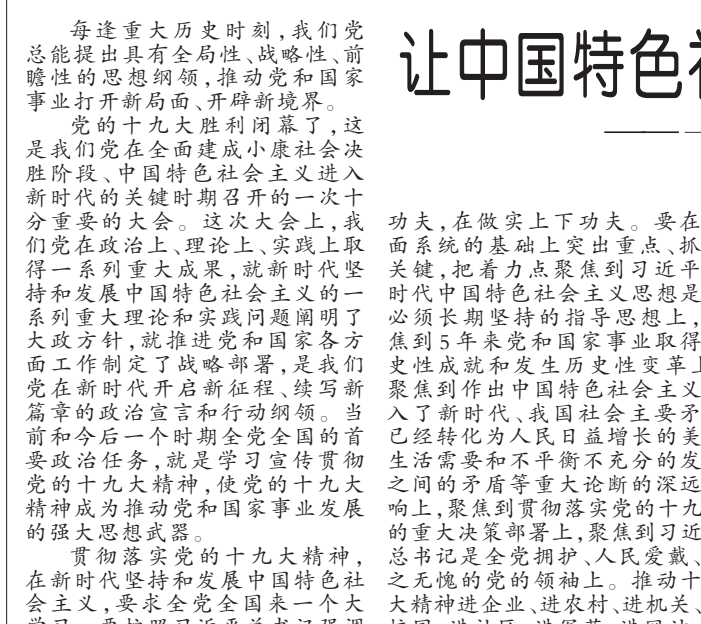 每逢重大历史时刻,我们党
总能提出具有全局性、战略性、前
瞻性的思想纲领,推动党和国家
事业打开新局面、开辟新境界。
党的十九大胜利闭幕了,这
是我们党在全面建成小康社会决
胜阶段、中国特色社会主义进入
新时代的关键时期召开的一次十
分重要的大会。这次大会上,我
们党在政治上、理论上、实践上取
得一系列重大成果,就新时代坚
持和发展中国特色社会主义的一
系列重大理论和实践问题阐明了
大政方针,就推进党和国家各方
面工作制定了战略部署,是我们
党在新时代开启新征程、续写新
篇章的政治宣言和行动纲领。当
前和今后一个时期全党全国的首
要政治任务,就是学习宣传贯彻
党的十九大精神,使党的十九大
精神成为推动党和国家事业发展
的强大思想武器。
贯彻落实党的十九大精神,
在新时代坚持和发展中国特色社
会主义,要求全党全国来一个大
让中国特色
功夫,在做实上下功夫。要在
面系统的基础上突出重点、抓
关键,把着力点聚焦到习近平
时代中国特色社会主义思想是
必须长期坚持的指导思想上,
焦到5年来党和国家事业取得
史性成就和发生历史性变革上
聚焦到作出中国特色社会主义
入了新时代、我国社会主要矛
已经转化为人民日益增长的美
生活需要和不平衡不充分的发
之间的矛盾等重大论断的深远
响上,聚焦到贯彻落实党的十九
的重大决策部署上,聚焦到习近
总书记是全党拥护、人民爱戴、
之无愧的党的领袖上。推动十
大精神进企业、进农村、进机关、